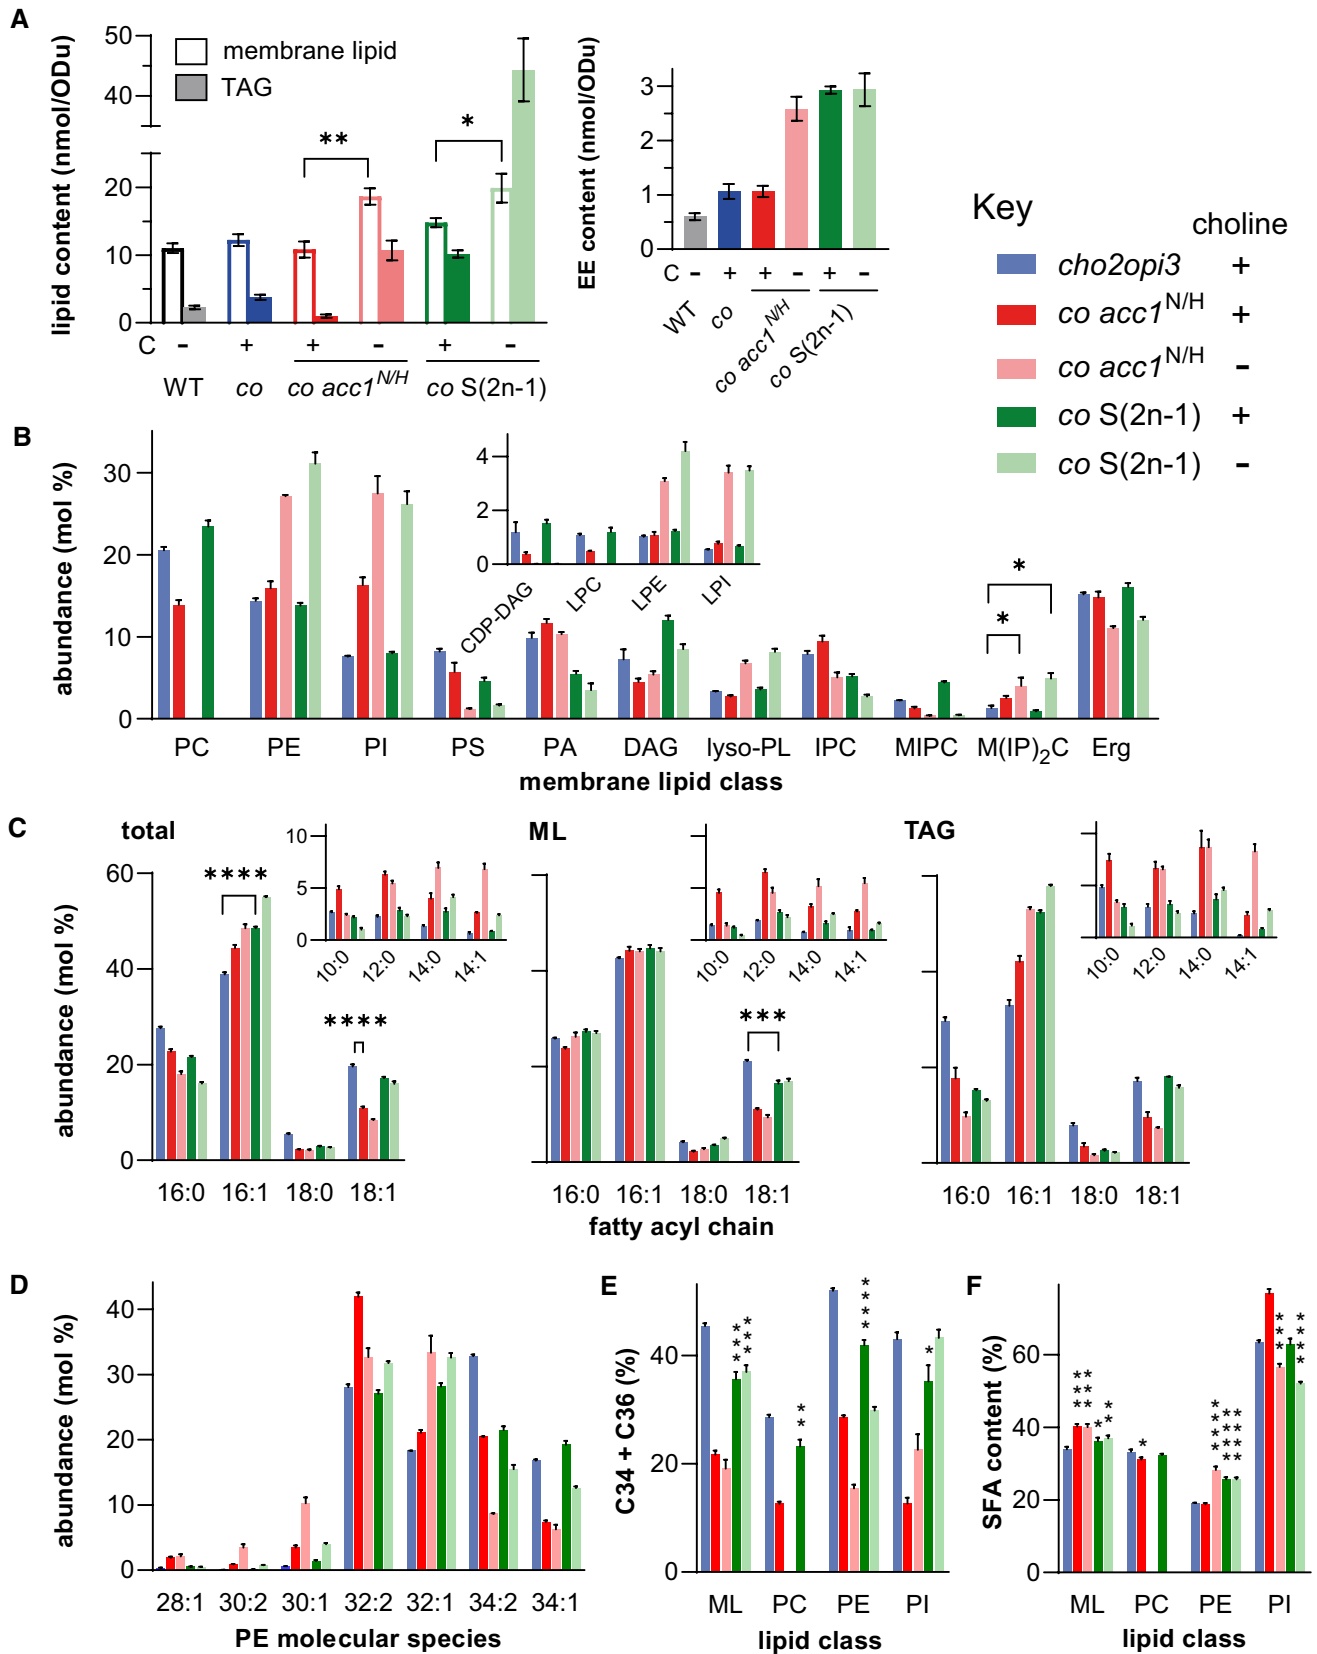 A
lipid content (nmol/ODu)
50
40
20
10
0
membrane lipid
TAG
**
*
C - + + - + -
WT co co acc1^N/H co S(2n-1)
EE content (nmol/ODu)
3
2
1
0
C - + + - + -
WT
co
co acc1^N/H
co S(2n-1)
Key
choline
cho2opi3 +
co acc1^N/H +
co acc1^N/H -
co S(2n-1) +
co S(2n-1) -
B
abundance (mol %)
30
20
10
0
4
2
0
CDP-DAG LPC LPE LPI
*
*
PC PE PI PS PA DAG lyso-PL IPC MIPC M(IP)2C Erg
membrane lipid class
C
abundance (mol %)
total
60
40
20
0
****
****
10
5
0
10:0 12:0 14:0 14:1
16:0 16:1 18:0 18:1
ML
***
10:0 12:0 14:0 14:1
16:0 16:1 18:0 18:1
TAG
10:0 12:0 14:0 14:1
16:0 16:1 18:0 18:1
fatty acyl chain
D
abundance (mol %)
40
30
20
10
0
28:1 30:2 30:1 32:2 32:1 34:2 34:1
PE molecular species
E
C34 + C36 (%)
40
20
0
***
***
**
****
*
ML PC PE PI
lipid class
F
SFA content (%)
60
40
20
0
***
***
*
**
*
****
****
****
***
****
ML PC PE PI
lipid class